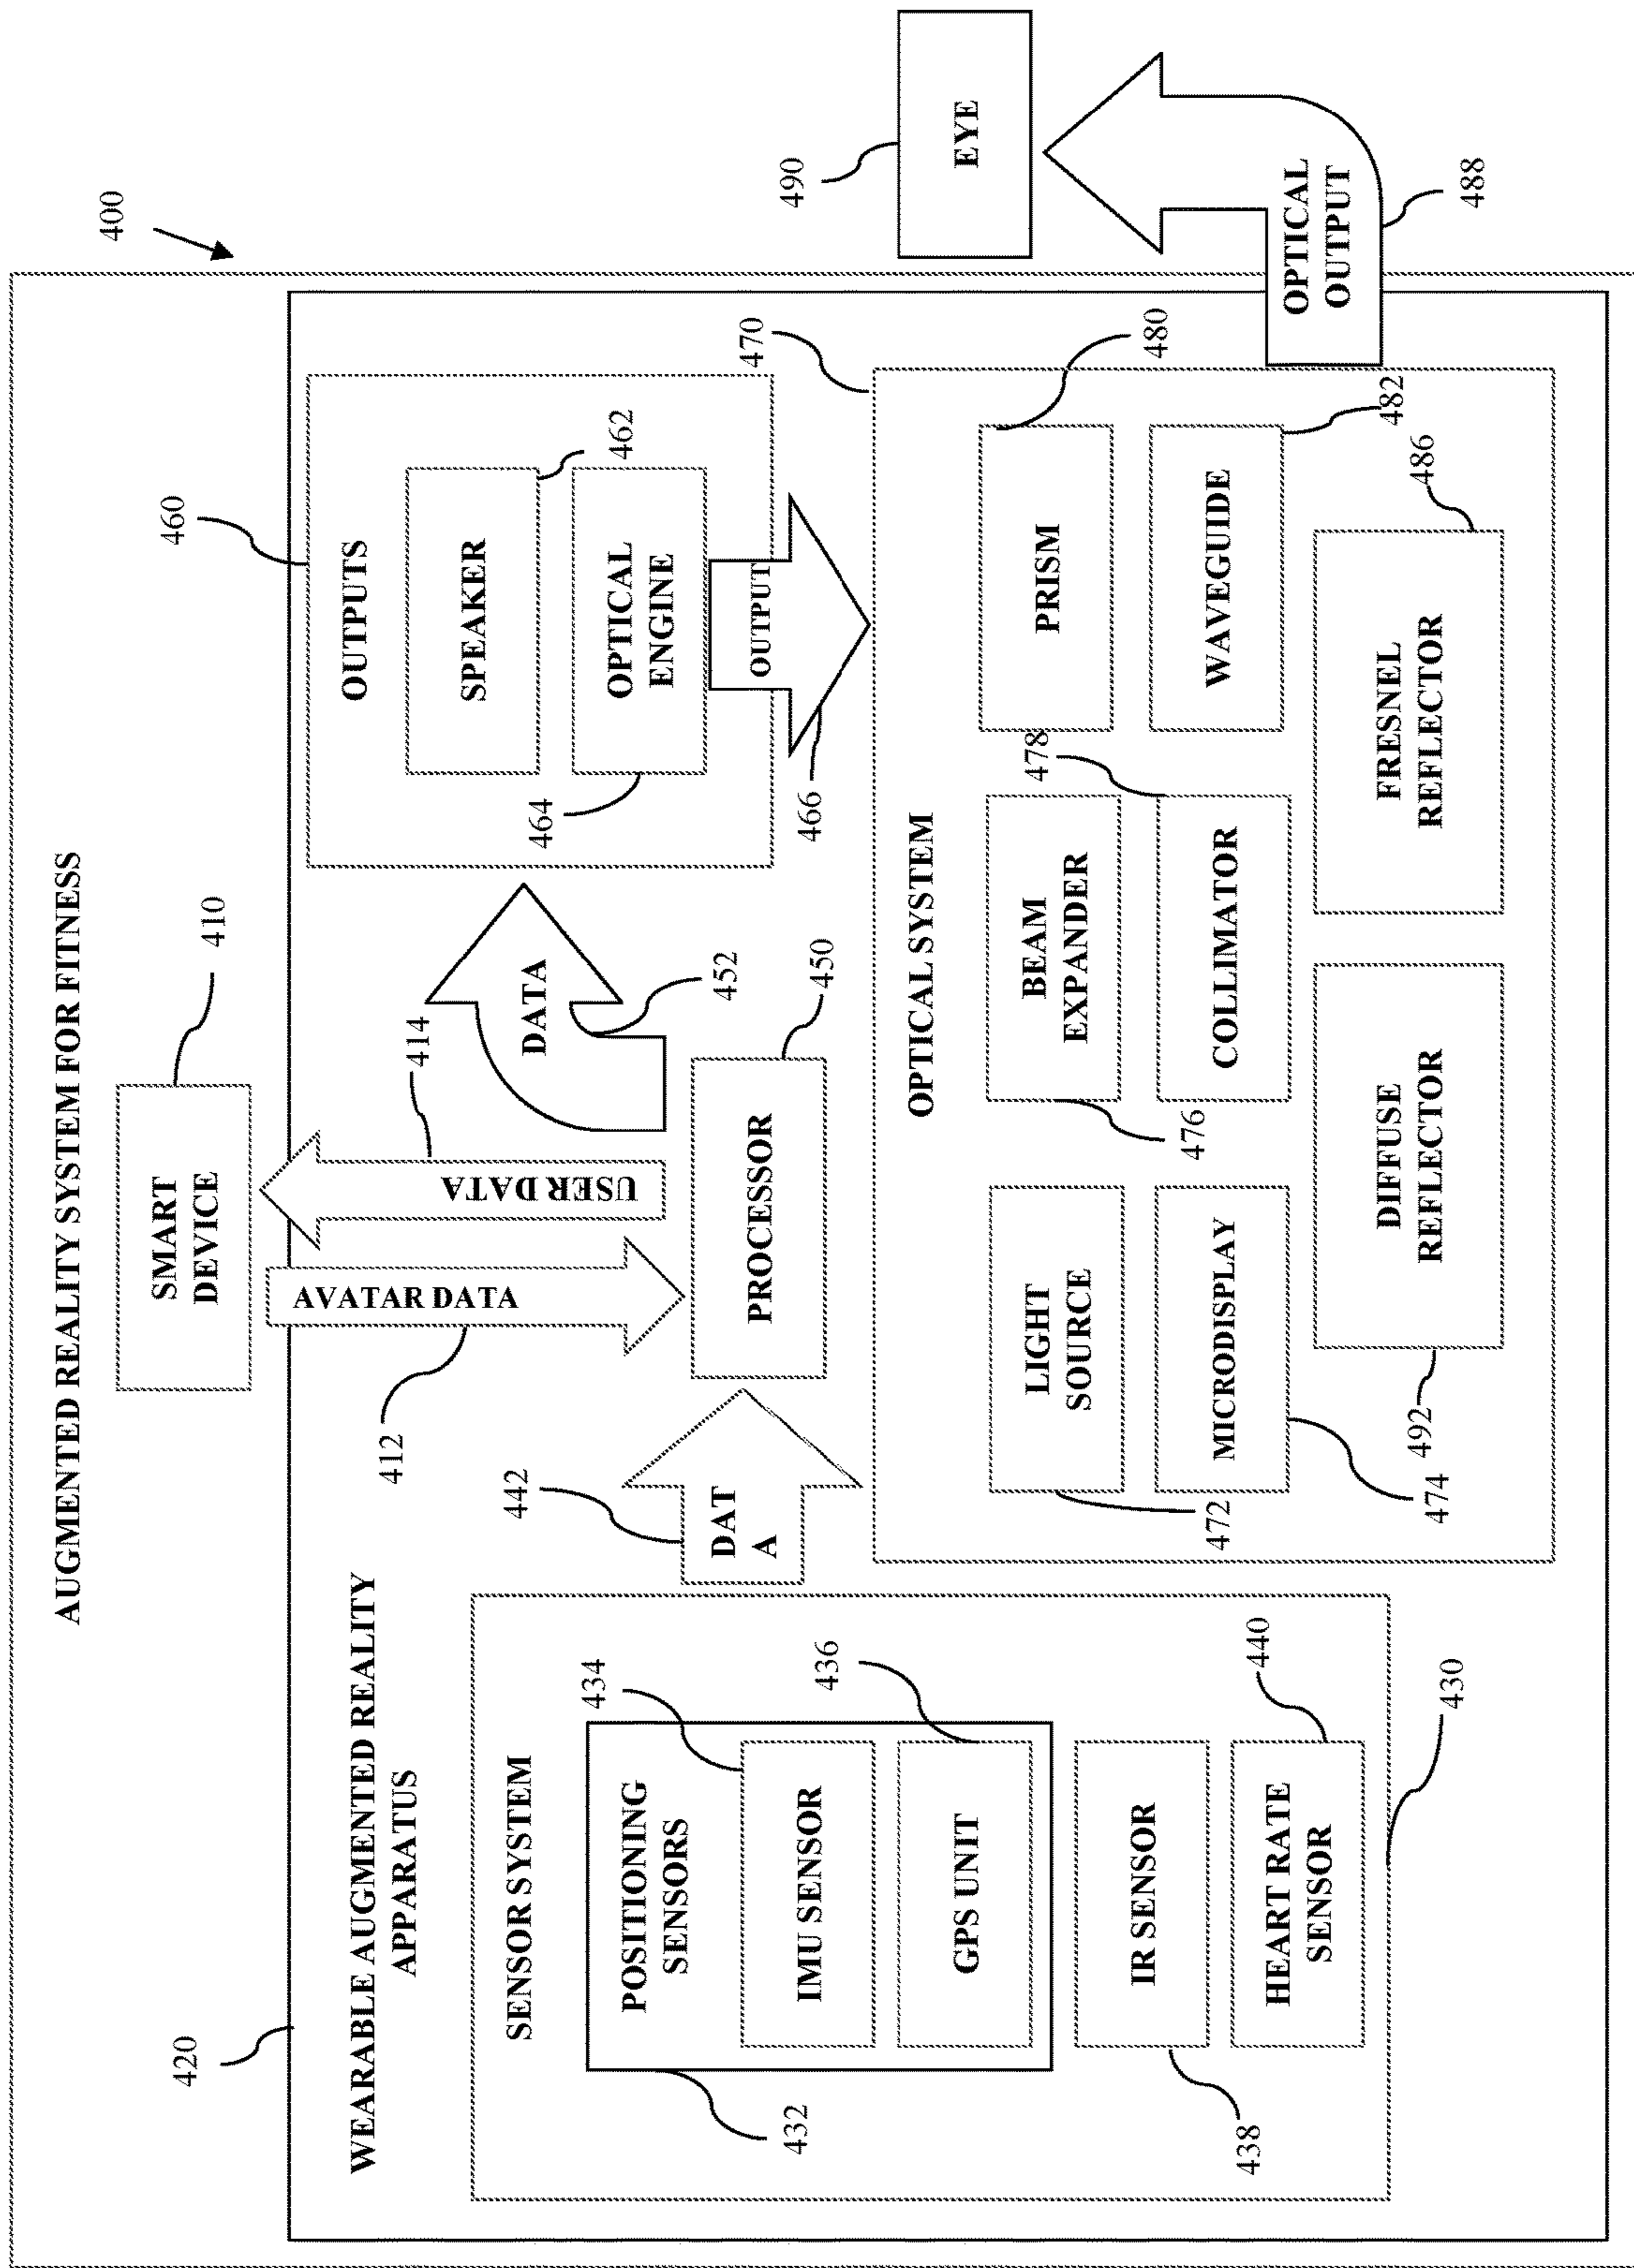 AUGMENTED REALITY SYSTEM FOR FITNESS
400
SMART
DEVICE
410
420
WEARABLE AUGMENTED REALITY
APPARATUS
AVATAR DATA
412
USER DATA
414
SENSOR SYSTEM
POSITIONING
SENSORS
432
IMU SENSOR
434
GPS UNIT
436
IR SENSOR
438
HEART RATE
SENSOR
440
430
442
DAT
A
PROCESSOR
450
DATA
452
460
OUTPUTS
SPEAKER
462
OPTICAL
ENGINE
464
OUTPUT
466
OPTICAL SYSTEM
470
LIGHT
SOURCE
472
BEAM
EXPANDER
476
PRISM
480
MICRODISPLAY
474
COLLIMATOR
478
WAVEGUIDE
482
DIFFUSE
REFLECTOR
492
FRESNEL
REFLECTOR
486
OPTICAL
OUTPUT
488
EYE
490